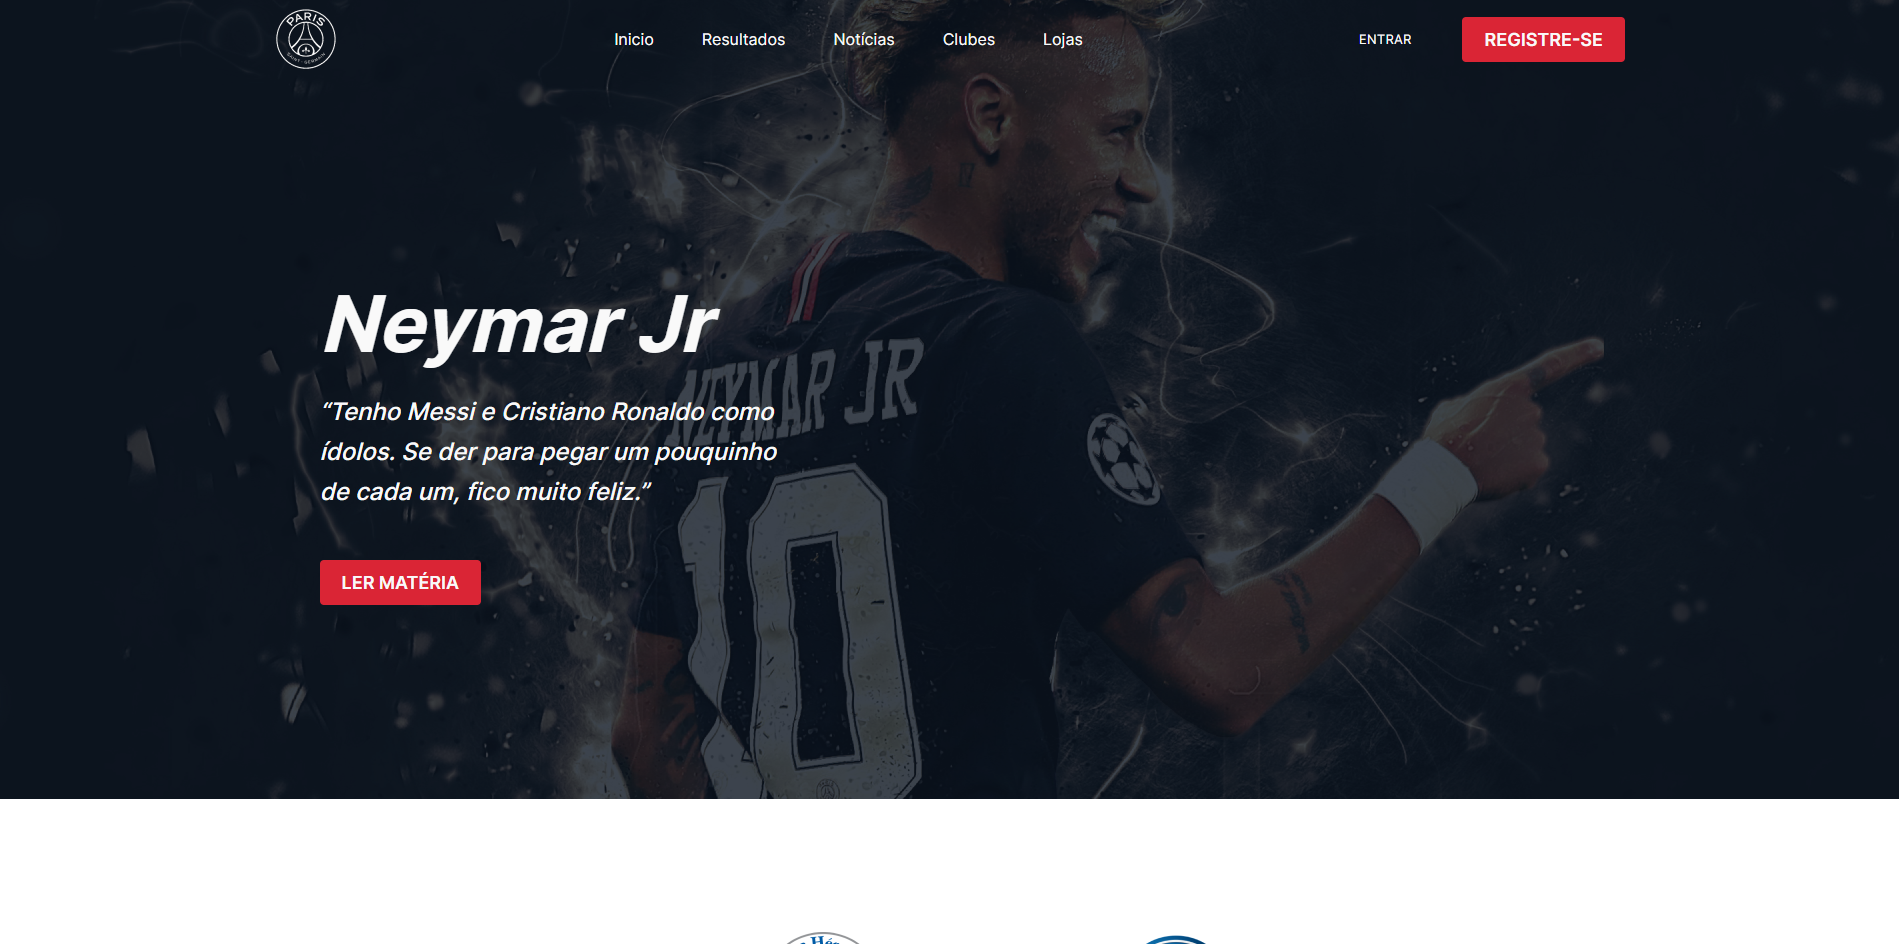 PARIS
SAINT-GERMAIN
Inicio
Resultados
Notícias
Clubes
Lojas
ENTRAR
REGISTRE-SE
Neymar Jr
“Tenho Messi e Cristiano Ronaldo como
ídolos. Se der para pegar um pouquinho
de cada um, fico muito feliz.”
LER MATÉRIA
NEYMAR JR
10